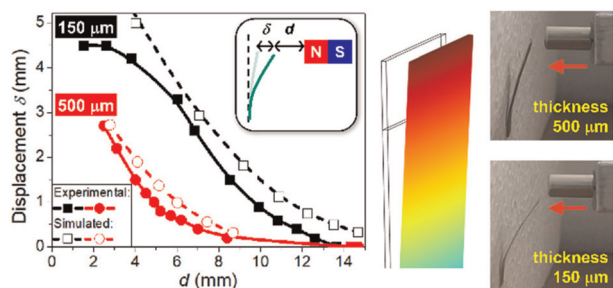 150 μm
500 μm
δ
d
N
S
Displacement δ (mm)
5
4
3
2
1
0
Experimental:
Simulated:
0
2
4
6
8
10
12
14
d (mm)
thickness
500 μm
thickness
150 μm